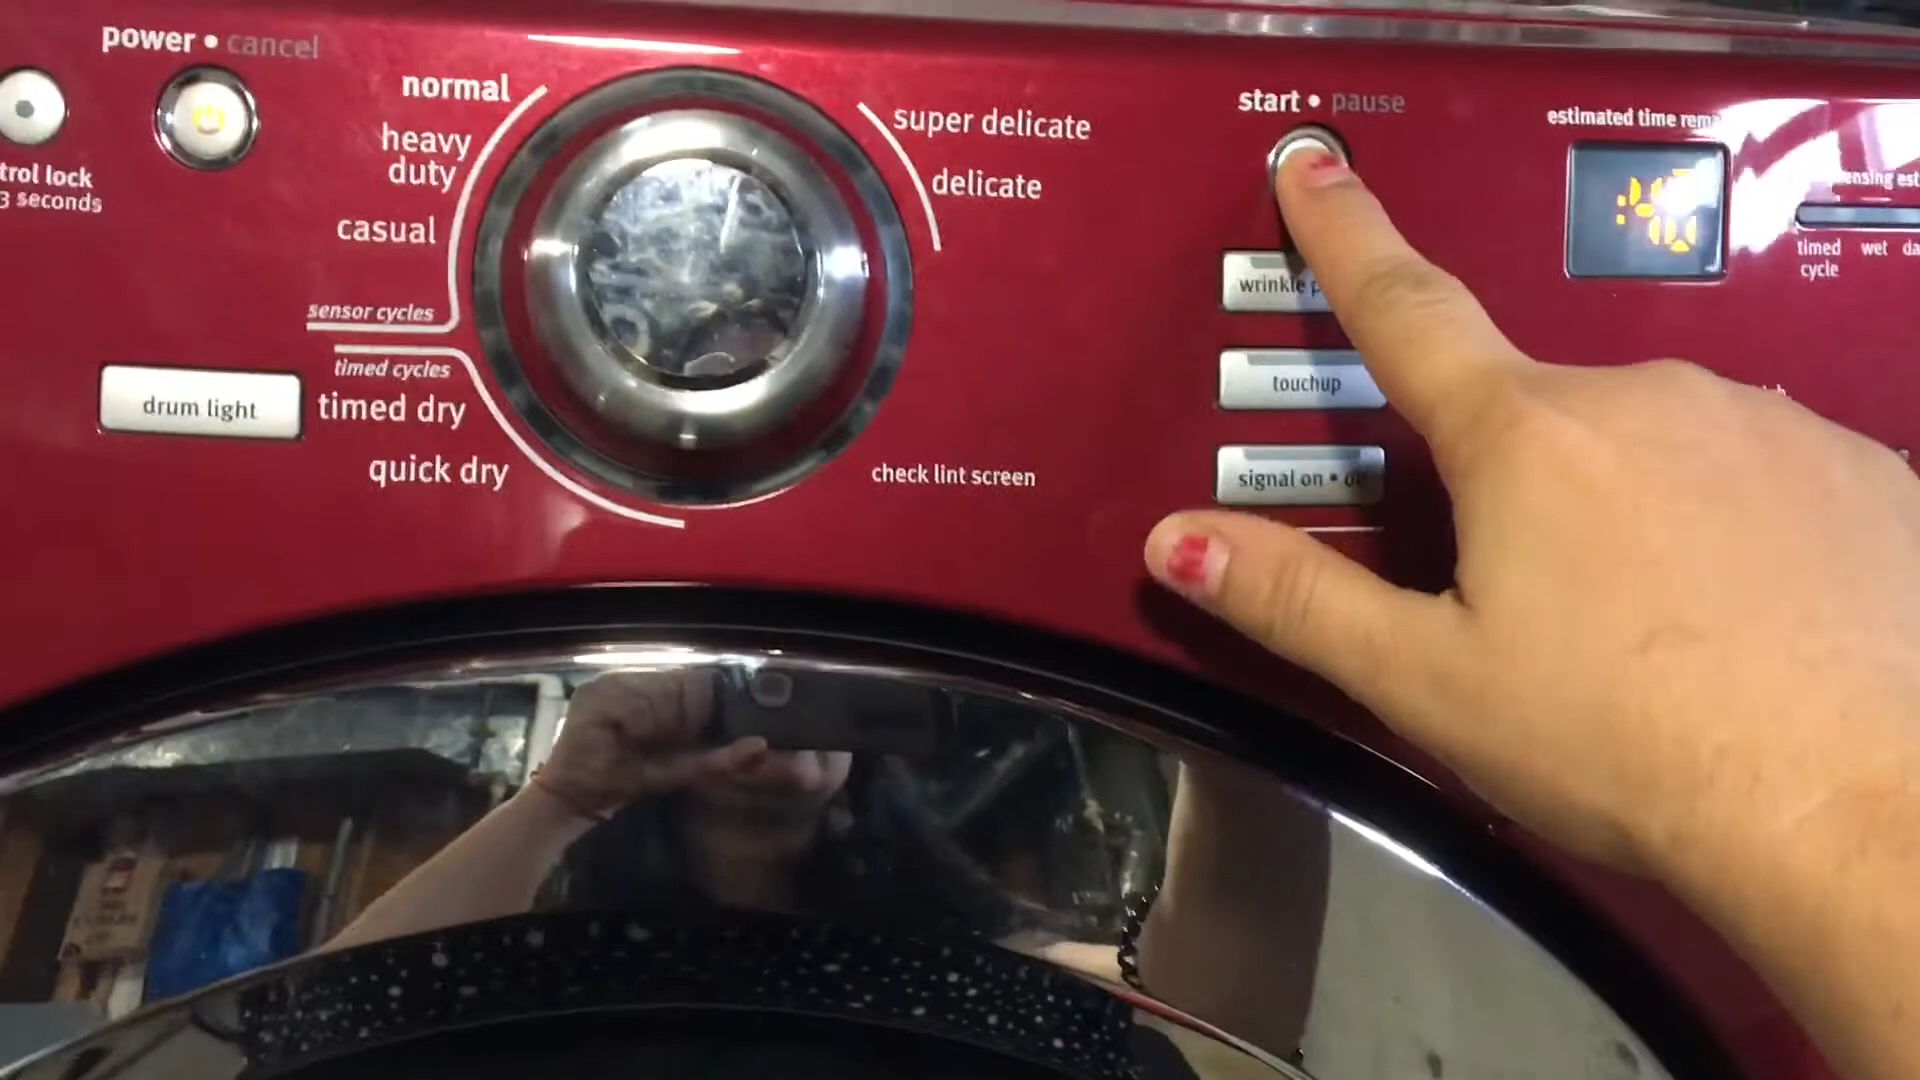 power • cancel
trol lock
3 seconds
normal
heavy
duty
casual
sensor cycles
timed cycles
timed dry
quick dry
drum light
super delicate
delicate
check lint screen
start • pause
wrinkle
touchup
signal on •
estimated time
timed
cycle
wet